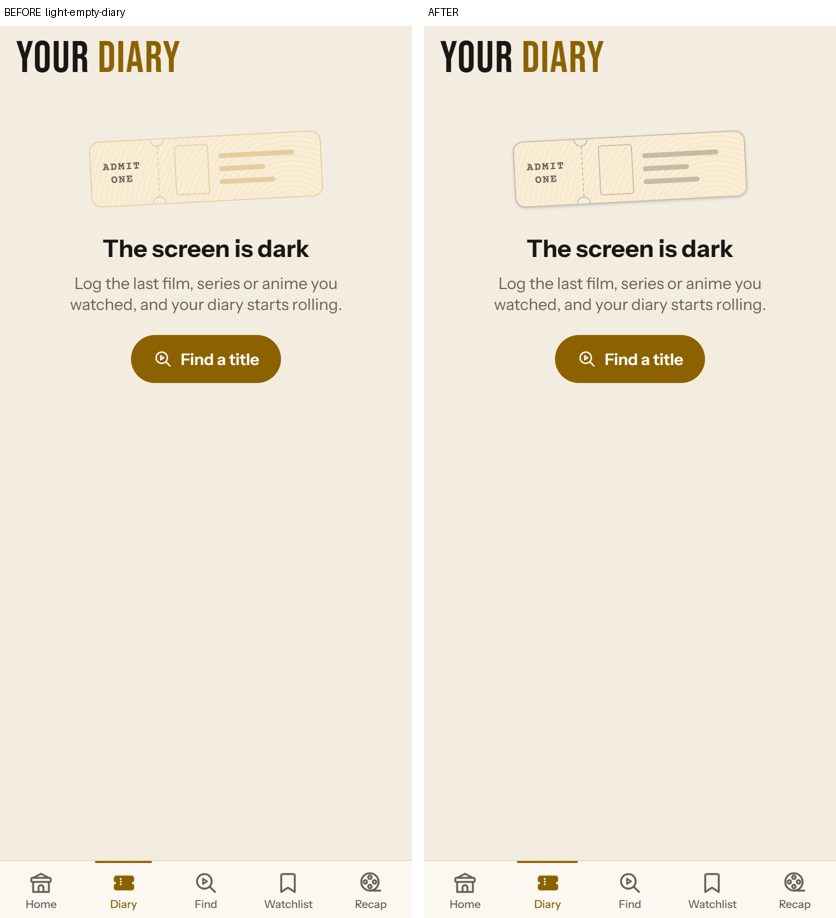 BEFORE light-empty-diary
YOUR DIARY
ADMIT
ONE
The screen is dark
Log the last film, series or anime you
watched, and your diary starts rolling.
Find a title
Home Diary Find Watchlist Recap
AFTER
YOUR DIARY
ADMIT
ONE
The screen is dark
Log the last film, series or anime you
watched, and your diary starts rolling.
Find a title
Home Diary Find Watchlist Recap